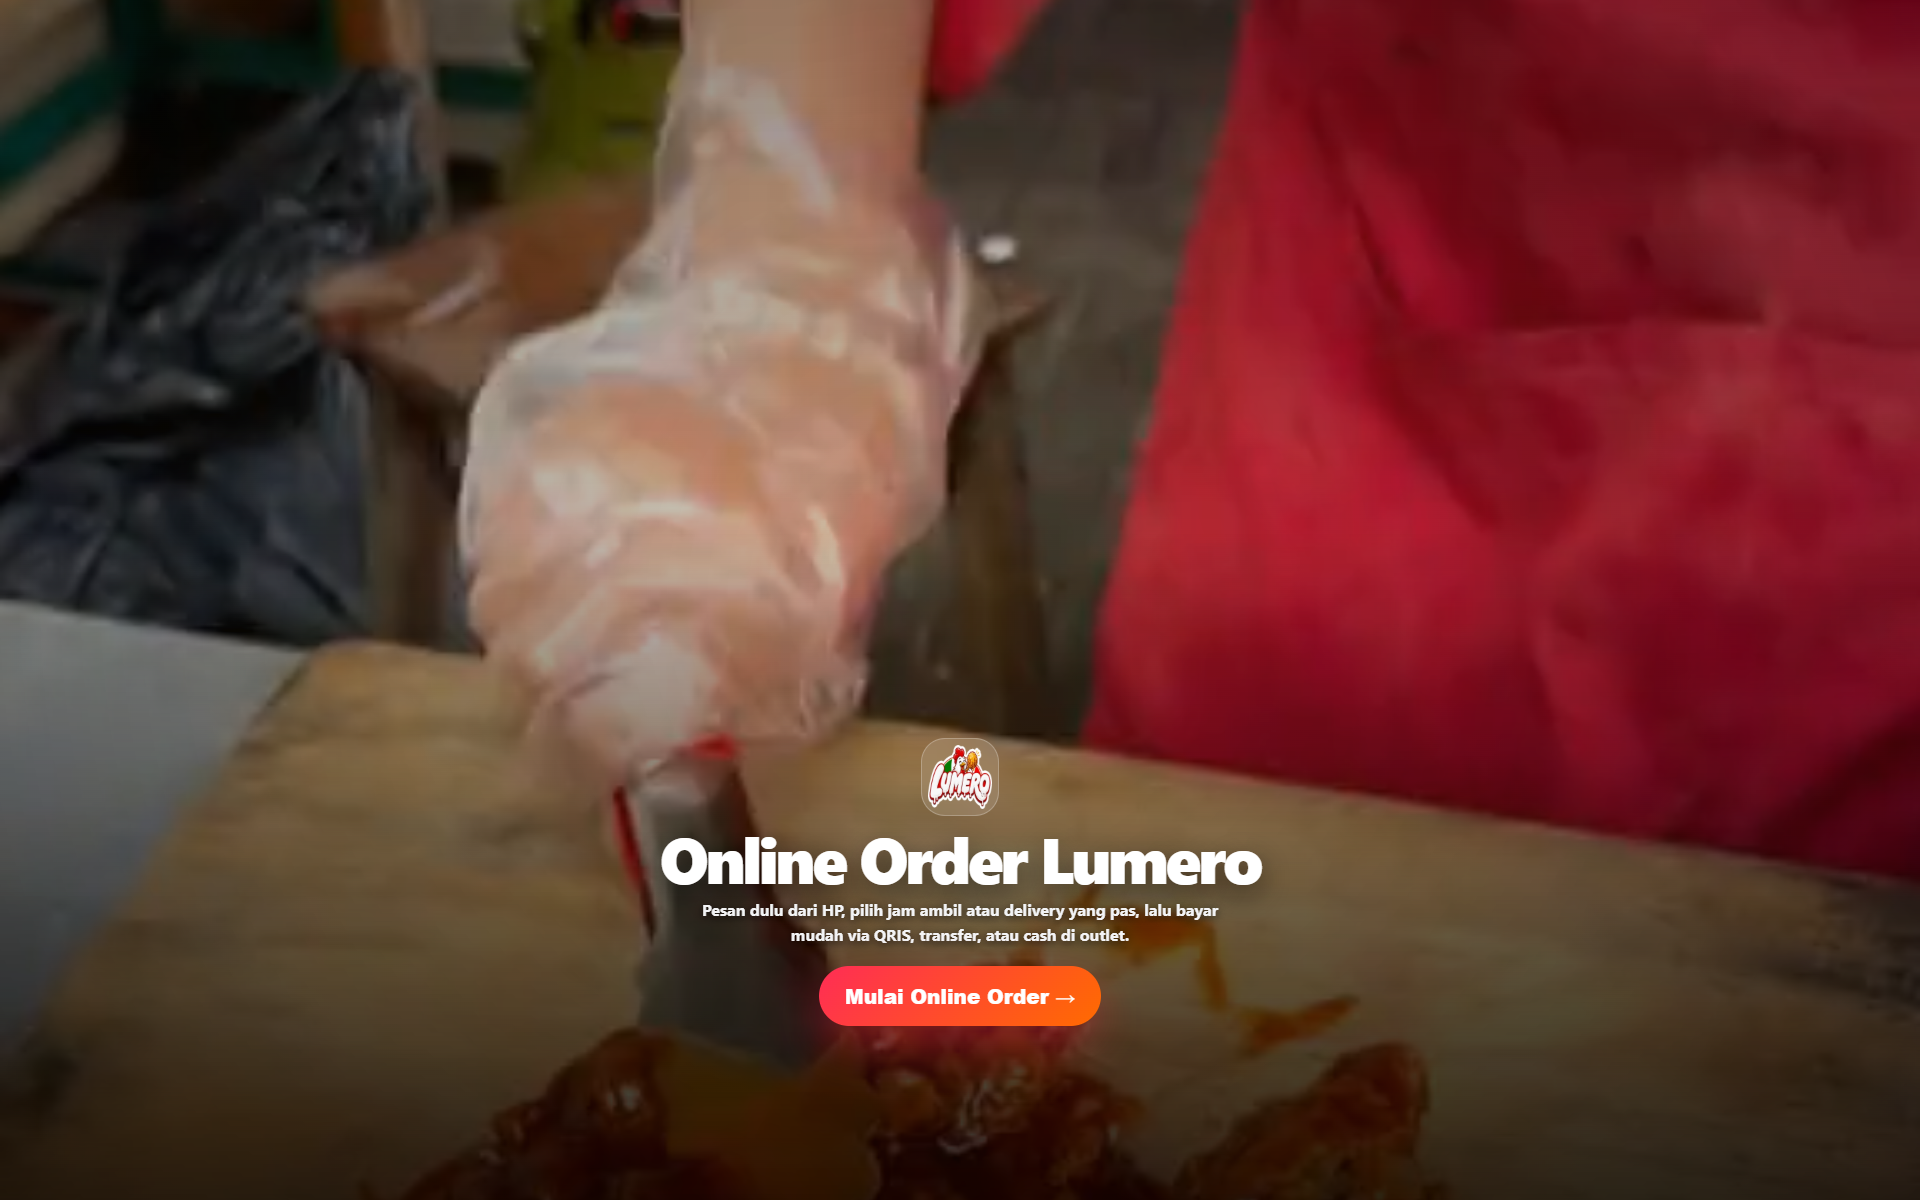 LUMERO
Online Order Lumero
Pesan dulu dari HP, pilih jam ambil atau delivery yang pas, lalu bayar
mudah via QRIS, transfer, atau cash di outlet.
Mulai Online Order →